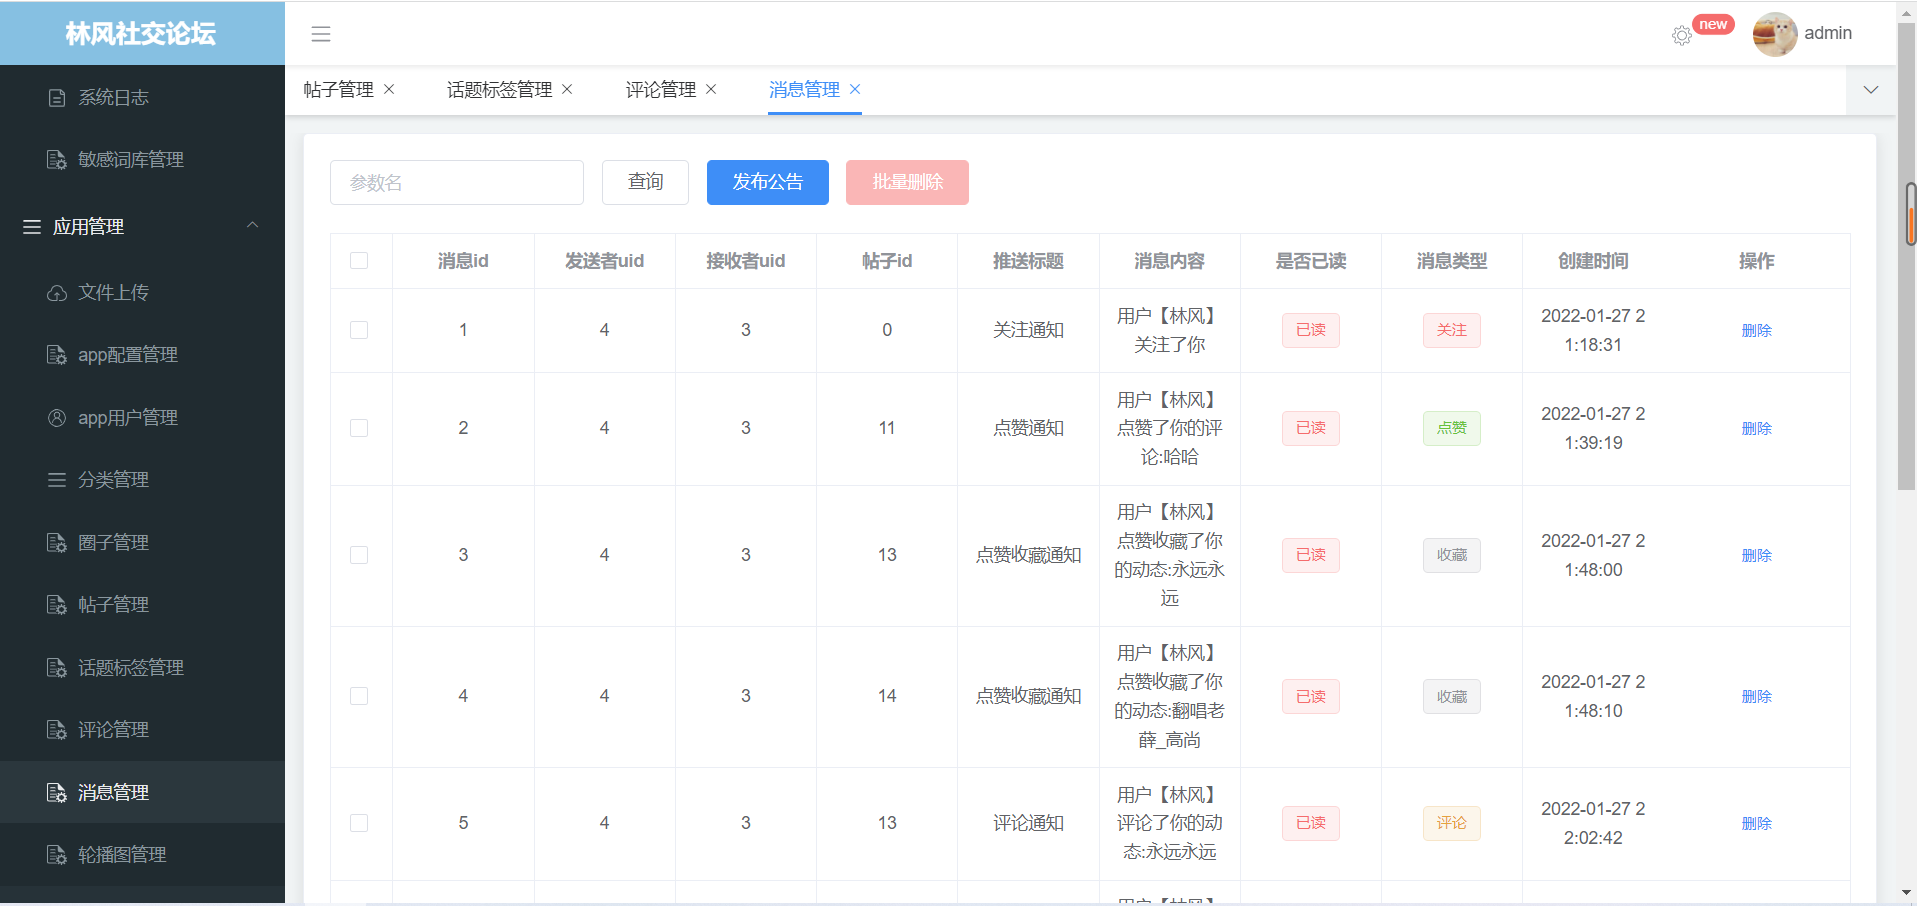 林风社交论坛
new
admin
系统日志
敏感词库管理
应用管理
文件上传
app配置管理
app用户管理
分类管理
圈子管理
帖子管理
话题标签管理
评论管理
消息管理
轮播图管理
帖子管理 话题标签管理 评论管理 消息管理
参数名 查询 发布公告 批量删除
消息id 发送者uid 接收者uid 帖子id 推送标题 消息内容 是否已读 消息类型 创建时间 操作
1 4 3 0 关注通知 用户【林风】 已读 关注 2022-01-27 2 删除
关注了你 1:18:31
2 4 3 11 点赞通知 用户【林风】 已读 点赞 2022-01-27 2 删除
点赞了你的评 1:39:19
论:哈哈
3 4 3 13 点赞收藏通知 用户【林风】 已读 收藏 2022-01-27 2 删除
点赞收藏了你 1:48:00
的动态:永远永
远
4 4 3 14 点赞收藏通知 用户【林风】 已读 收藏 2022-01-27 2 删除
点赞收藏了你 1:48:10
的动态:翻唱老
薛_高尚
5 4 3 13 评论通知 用户【林风】 已读 评论 2022-01-27 2 删除
评论了你的动 2:02:42
态:永远永远